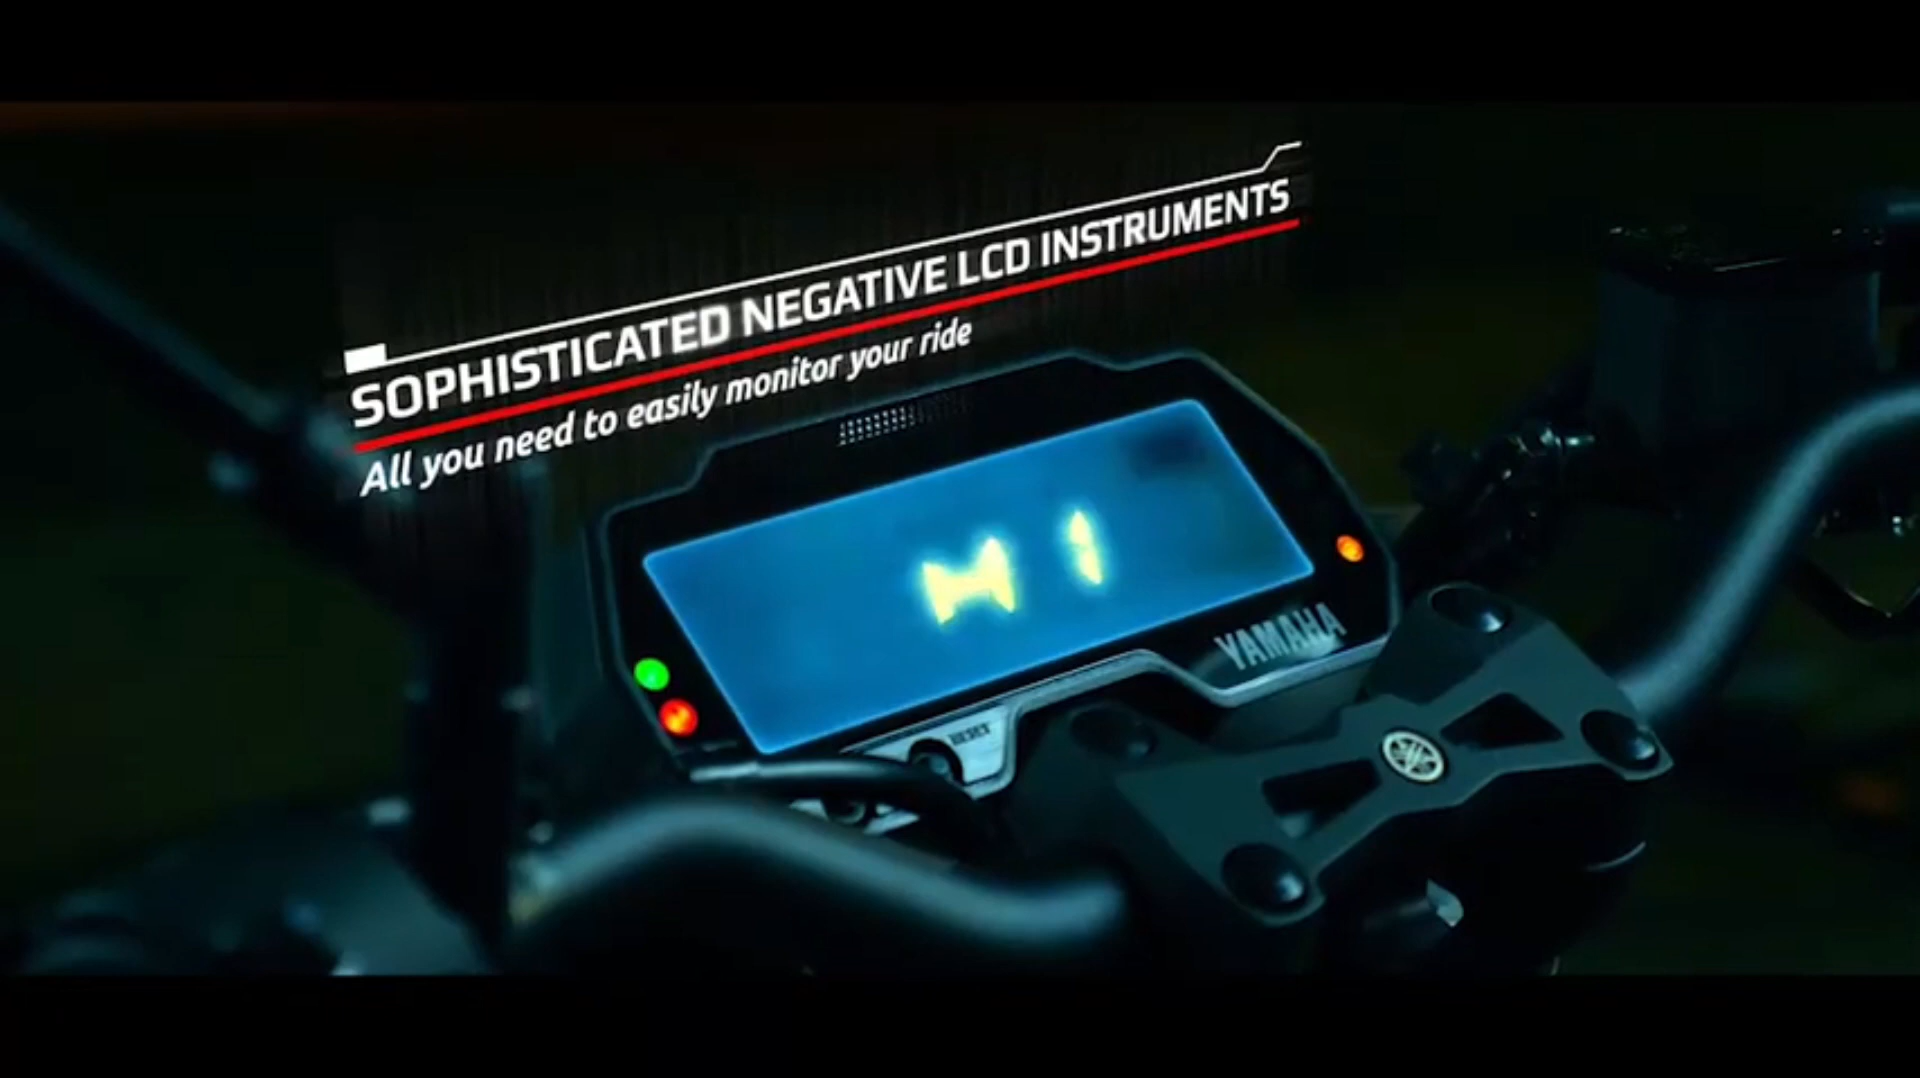 SOPHISTICATED NEGATIVE LCD INSTRUMENTS
All you need to easily monitor your ride
HI
YAMAHA
RESET